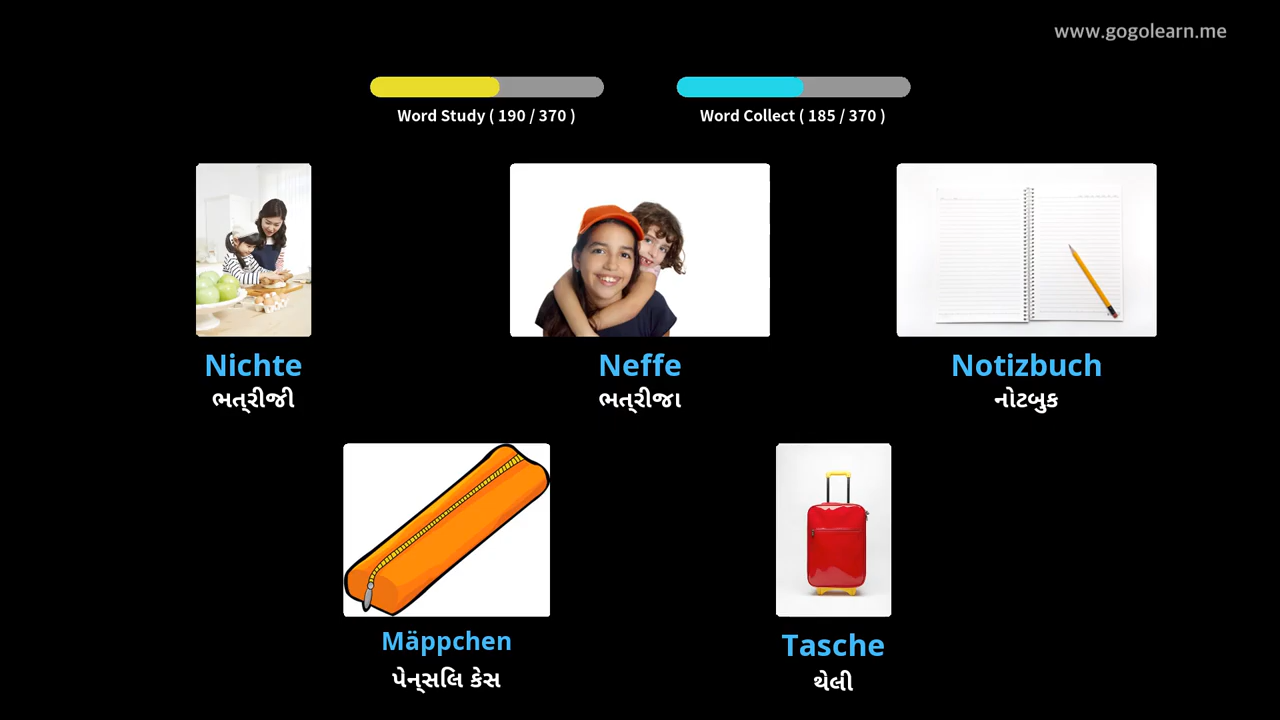 www.gogolearn.me
Word Study ( 190 / 370 )
Word Collect ( 185 / 370 )
Nichte
ભત્રીજી
Neffe
ભત્રીજા
Notizbuch
નોટબુક
Mäppchen
પેન્સિલ કેસ
Tasche
થેલી